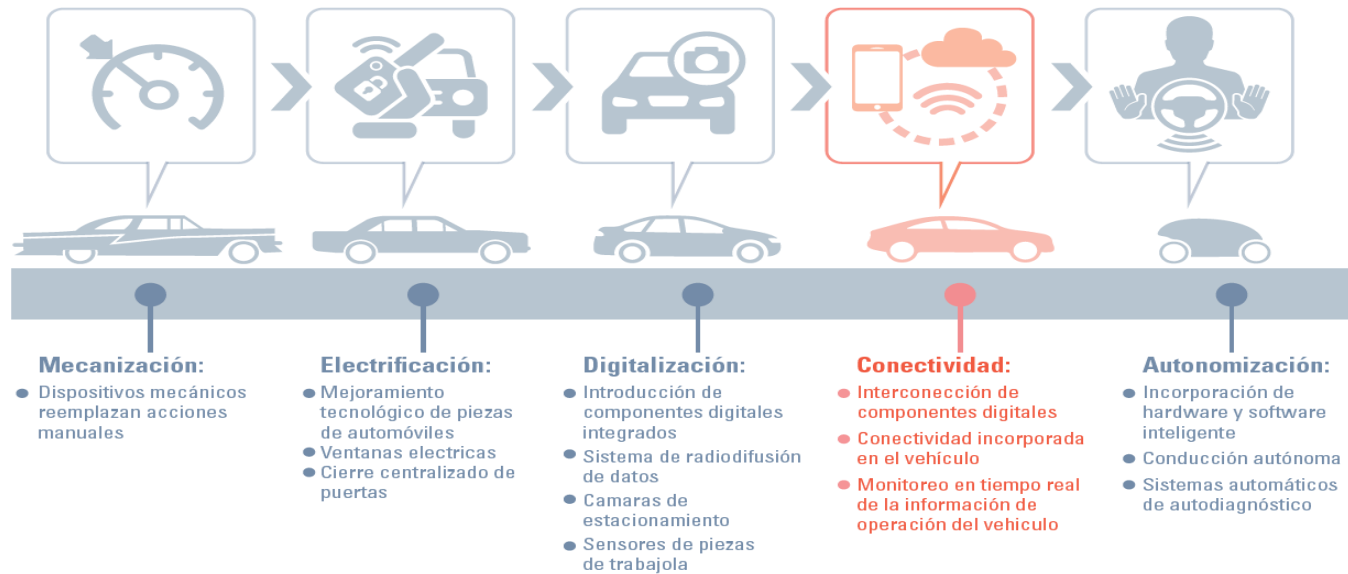 Mecanización:
Dispositivos mecánicos
reemplazan acciones
manuales
Electrificación:
Mejoramiento
tecnológico de piezas
de automóviles
Ventanas electricas
Cierre centralizado de
puertas
Digitalización:
Introducción de
componentes digitales
integrados
Sistema de radiodifusión
de datos
Camaras de
estacionamiento
Sensores de piezas
de trabajola
Conectividad:
Interconección de
componentes digitales
Conectividad incorporada
en el vehículo
Monitoreo en tiempo real
de la información de
operación del vehiculo
Autonomización:
Incorporación de
hardware y software
inteligente
Conducción autónoma
Sistemas automáticos
de autodiagnóstico